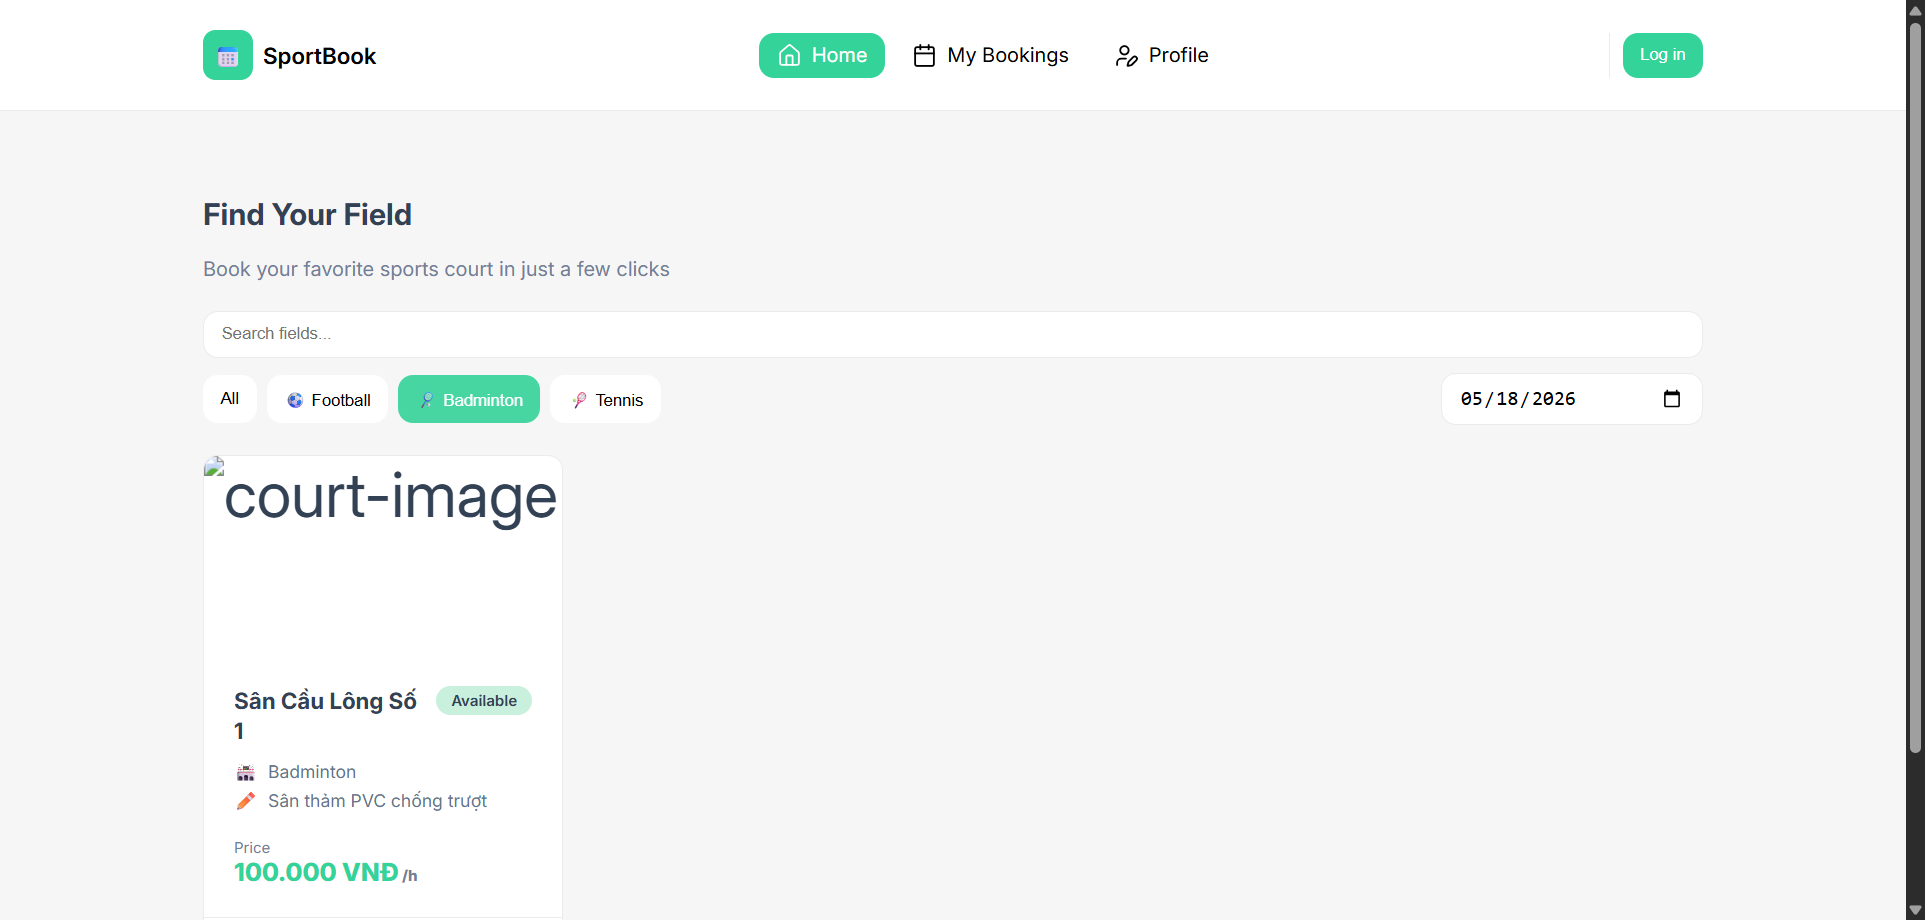 SportBook
Home
My Bookings
Profile
Log in
Find Your Field
Book your favorite sports court in just a few clicks
Search fields...
All
Football
Badminton
Tennis
05/18/2026
court-image
Sân Cầu Lông Số
1
Available
Badminton
Sân thảm PVC chống trượt
Price
100.000 VNĐ /h